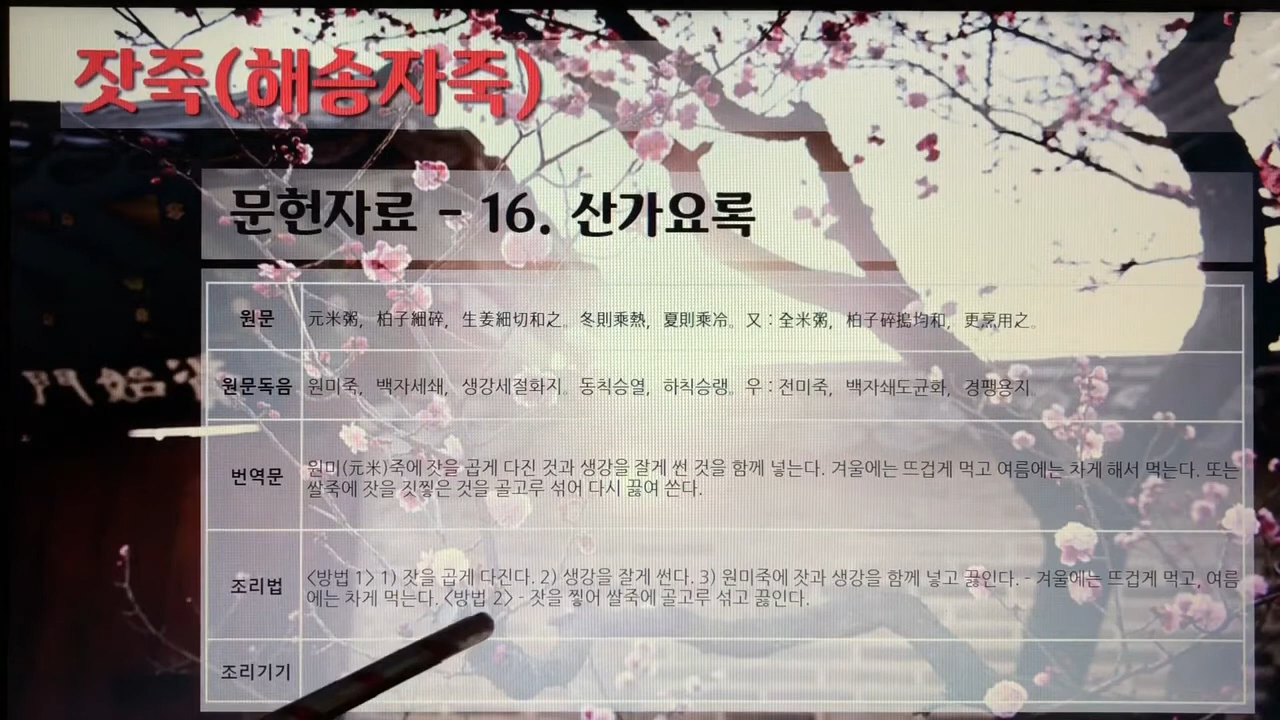 잣죽(해송자죽)
문헌자료 - 16. 산가요록
원문
元米粥, 柏子細碎, 生姜細切和之。冬則乘熱, 夏則乘冷。又:全米粥, 柏子碎搗均和, 更烹用之。
원문독음
원미죽, 백자세쇄, 생강세절화지. 동칙승열, 하칙승랭. 우:전미죽, 백자쇄도균화, 경팽용지.
번역문
원미(元米)죽에 잣을 곱게 다진 것과 생강을 잘게 썬 것을 함께 넣는다. 겨울에는 뜨겁게 먹고 여름에는 차게 해서 먹는다. 또는
쌀죽에 잣을 짓찧은 것을 골고루 섞어 다시 끓여 쓴다.
조리법
<방법 1> 1) 잣을 곱게 다진다. 2) 생강을 잘게 썬다. 3) 원미죽에 잣과 생강을 함께 넣고 끓인다. - 겨울에는 뜨겁게 먹고, 여름
에는 차게 먹는다. <방법 2> - 잣을 찧어 쌀죽에 골고루 섞고 끓인다.
조리기기
門始